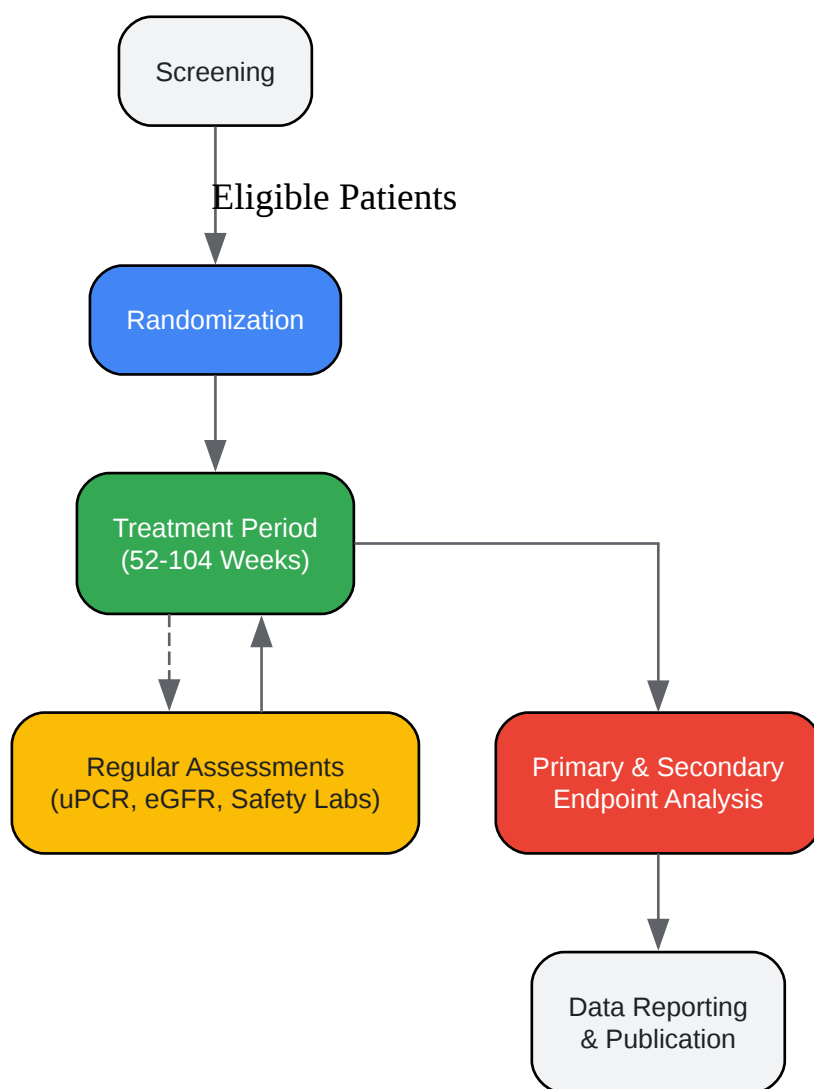 Screening
Eligible Patients
Randomization
Treatment Period
(52-104 Weeks)
Regular Assessments
(uPCR, eGFR, Safety Labs)
Primary & Secondary
Endpoint Analysis
Data Reporting
& Publication